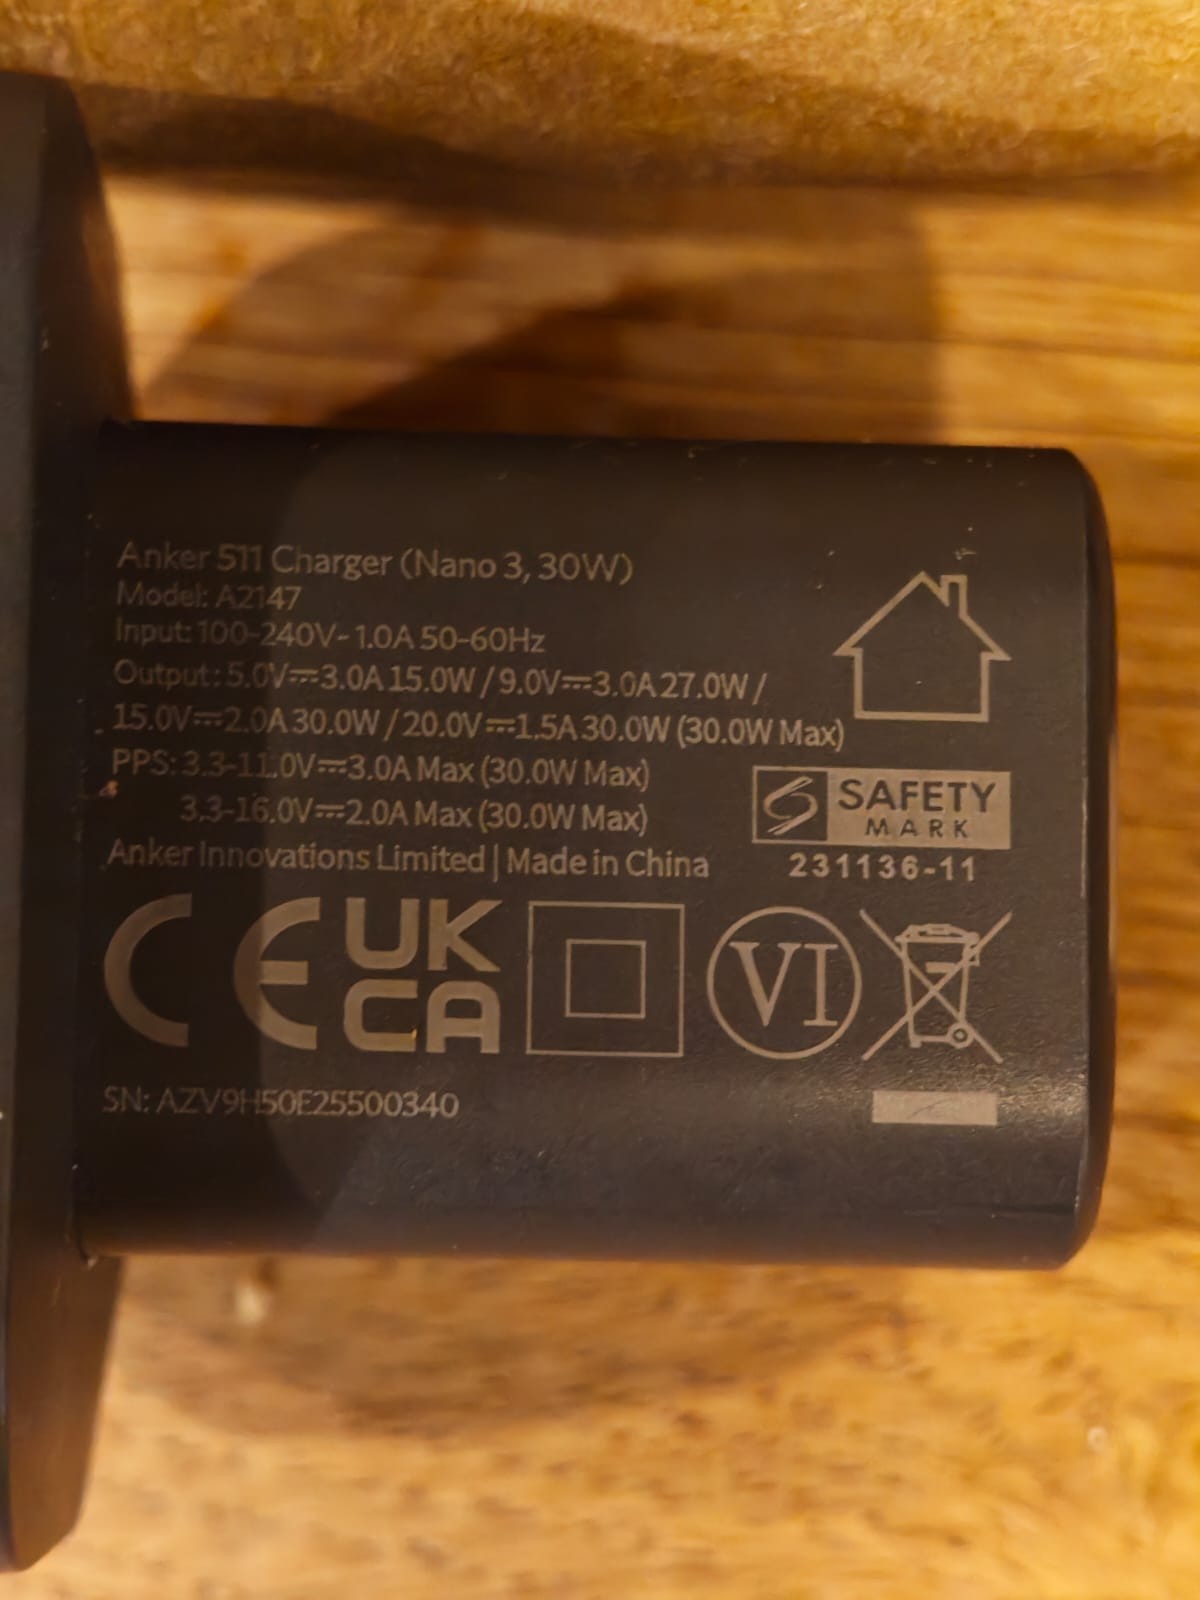 Anker 511 Charger (Nano 3, 30W)
Model: A2147
Input: 100-240V~1.0A 50-60Hz
Output: 5.0V⎓3.0A 15.0W / 9.0V⎓3.0A 27.0W /
15.0V⎓2.0A 30.0W / 20.0V⎓1.5A 30.0W (30.0W Max)
PPS: 3.3-11.0V⎓3.0A Max (30.0W Max)
3.3-16.0V⎓2.0A Max (30.0W Max)
Anker Innovations Limited | Made in China
SAFETY
MARK
231136-11
CE UK
CA
VI
SN: AZV9H50E25500340